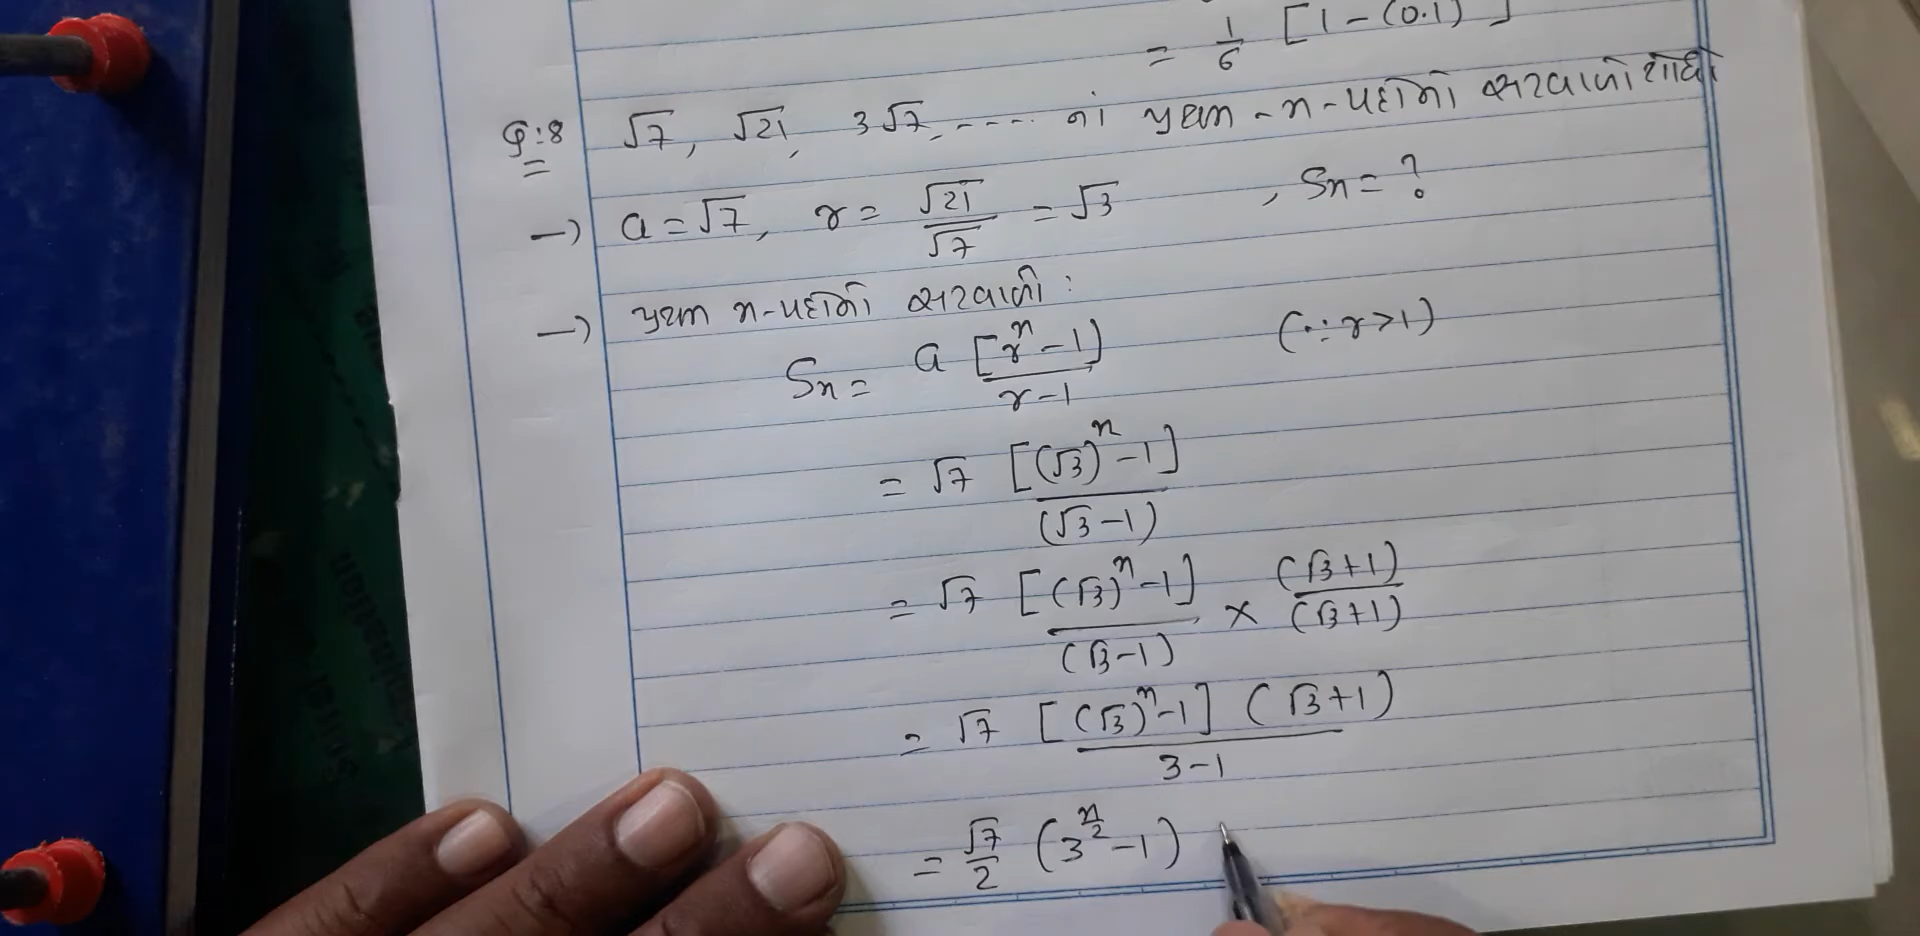 = 1/6 [1-(0.1)
Q:8 √7, √21, 3√7, ---- નાં પ્રથમ-n-પદોનો સરવાળો શોધો
→ a=√7, r= √21/√7 = √3 , Sn=?
→ પ્રથમ n-પદોનો સરવાળો:
Sn= a [r^n-1]/r-1 (∵ r>1)
= √7 [(√3)^n-1]/(√3-1)
= √7 [(√3)^n-1]/(√3-1) × (√3+1)/(√3+1)
= √7 [(√3)^n-1] (√3+1)/3-1
= √7/2 (3^n/2-1)